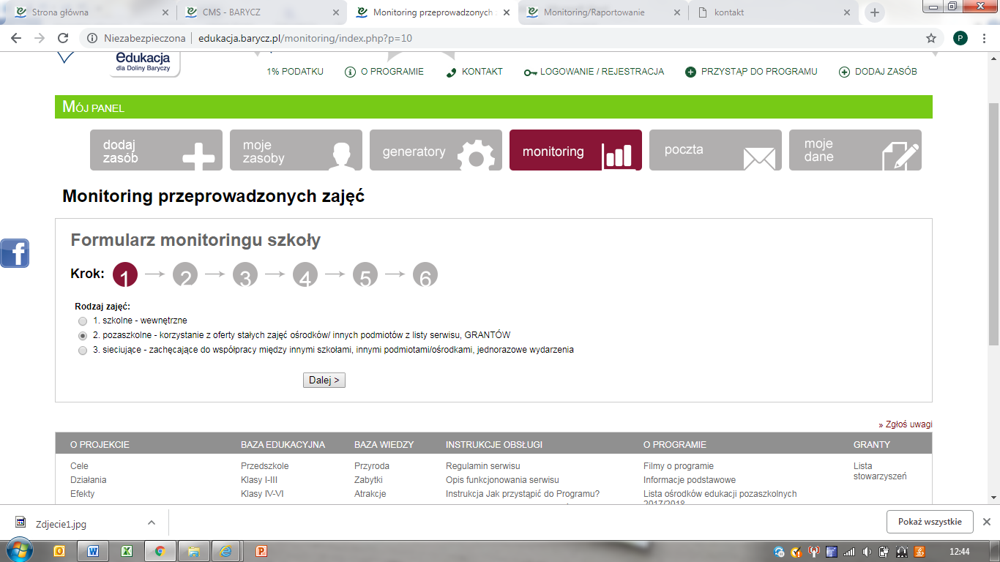 Strona główna
CMS - BARYCZ
Monitoring przeprowadzonych
Monitoring/Raportowanie
kontakt
Niezabezpieczona
edukacja.barycz.pl/monitoring/index.php?p=10
P
edukacja
dla Doliny Baryczy
1% PODATKU
O PROGRAMIE
KONTAKT
LOGOWANIE / REJESTRACJA
PRZYSTĄP DO PROGRAMU
DODAJ ZASÓB
MÓJ PANEL
dodaj
zasób
moje
zasoby
generatory
monitoring
poczta
moje
dane
Monitoring przeprowadzonych zajęć
Formularz monitoringu szkoły
Krok: 1 2 3 4 5 6
Rodzaj zajęć:
1. szkolne - wewnętrzne
2. pozaszkolne - korzystanie z oferty stałych zajęć ośrodków/ innych podmiotów z listy serwisu, GRANTÓW
3. sieciujące - zachęcające do współpracy między innymi szkołami, innymi podmiotami/ośrodkami, jednorazowe wydarzenia
Dalej >
» Zgłoś uwagi
O PROJEKCIE
Cele
Działania
Efekty
BAZA EDUKACYJNA
Przedszkole
Klasy I-III
Klasy IV-VI
BAZA WIEDZY
Przyroda
Zabytki
Atrakcje
INSTRUKCJE OBSŁUGI
Regulamin serwisu
Opis funkcjonowania serwisu
Instrukcja Jak przystąpić do Programu?
O PROGRAMIE
Filmy o programie
Informacje podstawowe
Lista ośrodków edukacji pozaszkolnych
2017/2018
GRANTY
Lista
stowarzyszeń
Zdjecie1.jpg
Pokaż wszystkie
12:44